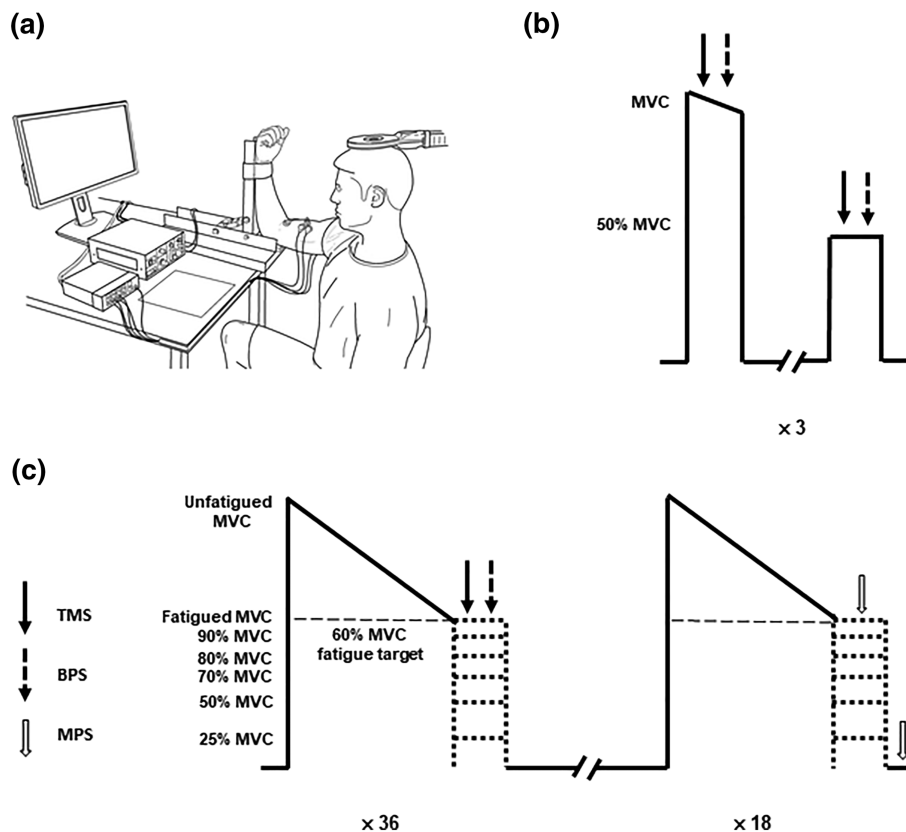 (a)
(b)
MVC
50% MVC
× 3
(c)
Unfatigued
MVC
Fatigued MVC
90% MVC
80% MVC
70% MVC
50% MVC
25% MVC
60% MVC
fatigue target
TMS
BPS
MPS
× 36
× 18